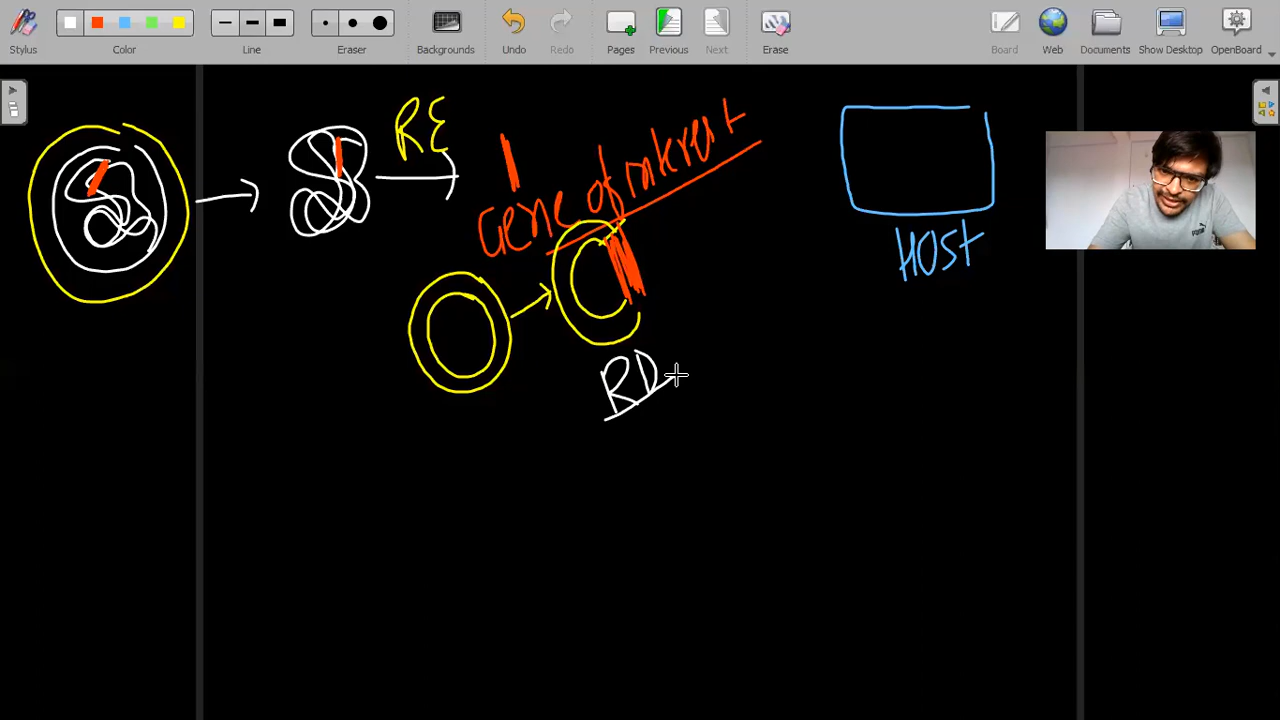 Stylus
Color
Line
Eraser
Backgrounds
Undo
Redo
Pages
Previous
Next
Erase
Board
Web
Documents
Show Desktop
OpenBoard
RE
Gene of interest
HOST
RD
PUMA